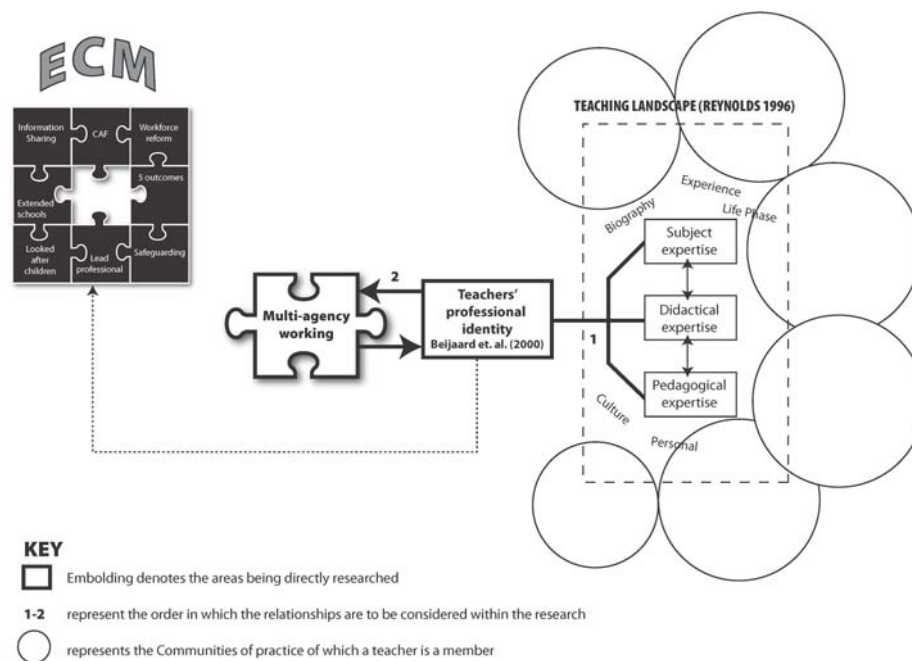 ECM
Information
Sharing
CAF
Workforce
reform
5 outcomes
Extended
schools
Looked
after
children
Lead
professional
Safeguarding
TEACHING LANDSCAPE (REYNOLDS 1996)
Biography
Experience
Life Phase
Subject
expertise
Didactical
expertise
Pedagogical
expertise
Culture
Personal
1
2
Multi-agency
working
Teachers'
professional
identity
Beijaard et. al. (2000)
KEY
Embolding denotes the areas being directly researched
1-2 represent the order in which the relationships are to be considered within the research
represents the Communities of practice of which a teacher is a member